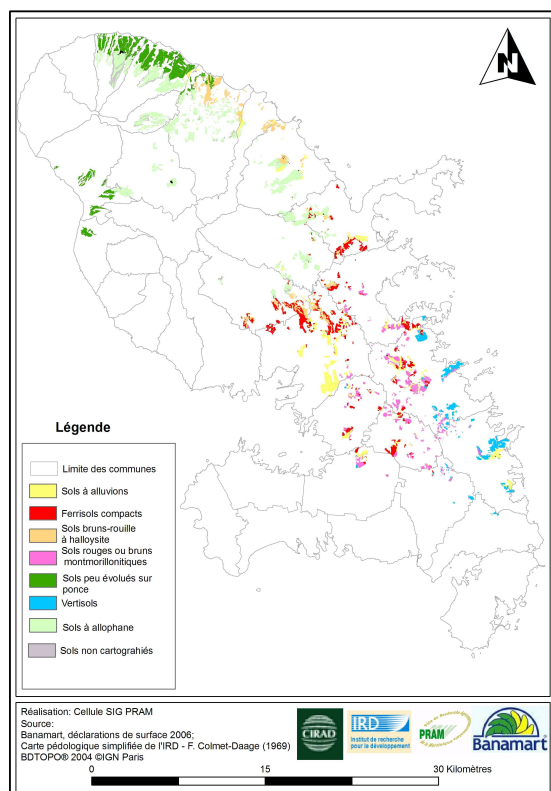 N
Légende
Limite des communes
Sols à alluvions
Ferrisols compacts
Sols bruns-rouille
à halloysite
Sols rouges ou bruns
montmorillonitiques
Sols peu évolués sur
ponce
Vertisols
Sols à allophane
Sols non cartograhiés
Réalisation: Cellule SIG PRAM
Source:
Banamart, déclarations de surface 2006;
Carte pédologique simplifiée de l'IRD - F. Colmet-Daage (1969)
BDTOPO® 2004 ©IGN Paris
CIRAD
IRD
Institut de recherche
pour le développement
PRAM
Banamart
0 15 30 Kilomètres